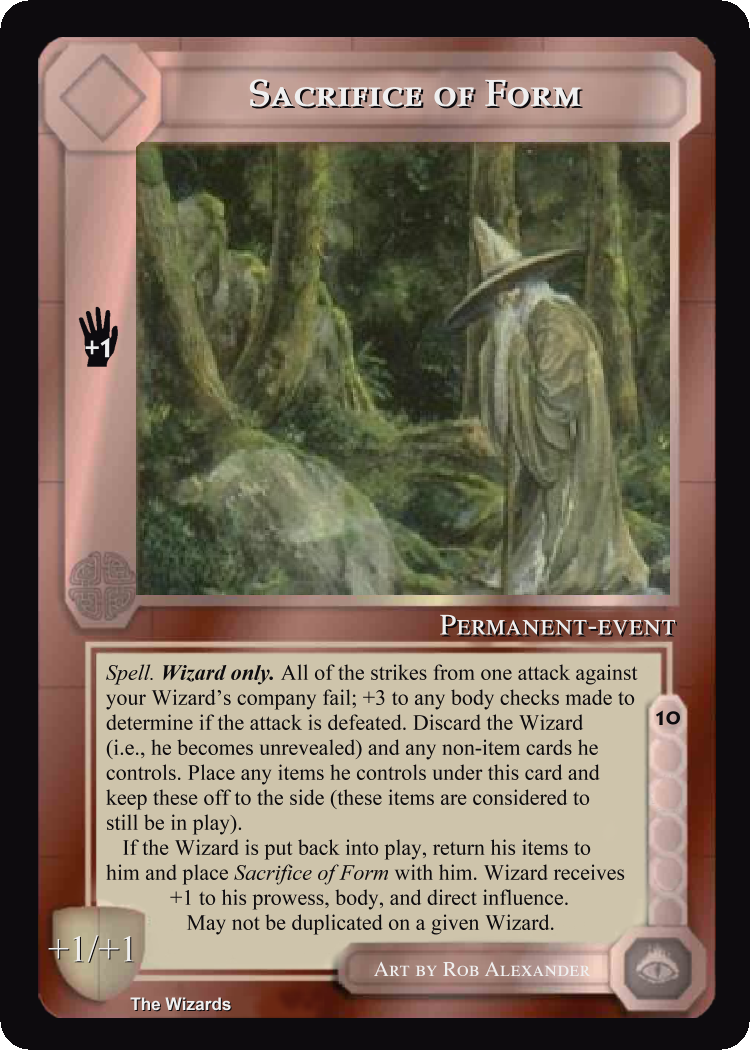 Sacrifice of Form
+1
Permanent-event
Spell. Wizard only. All of the strikes from one attack against
your Wizard's company fail; +3 to any body checks made to
determine if the attack is defeated. Discard the Wizard
(i.e., he becomes unrevealed) and any non-item cards he
controls. Place any items he controls under this card and
keep these off to the side (these items are considered to
still be in play).
If the Wizard is put back into play, return his items to
him and place Sacrifice of Form with him. Wizard receives
+1 to his prowess, body, and direct influence.
May not be duplicated on a given Wizard.
10
+1/+1
Art by Rob Alexander
The Wizards